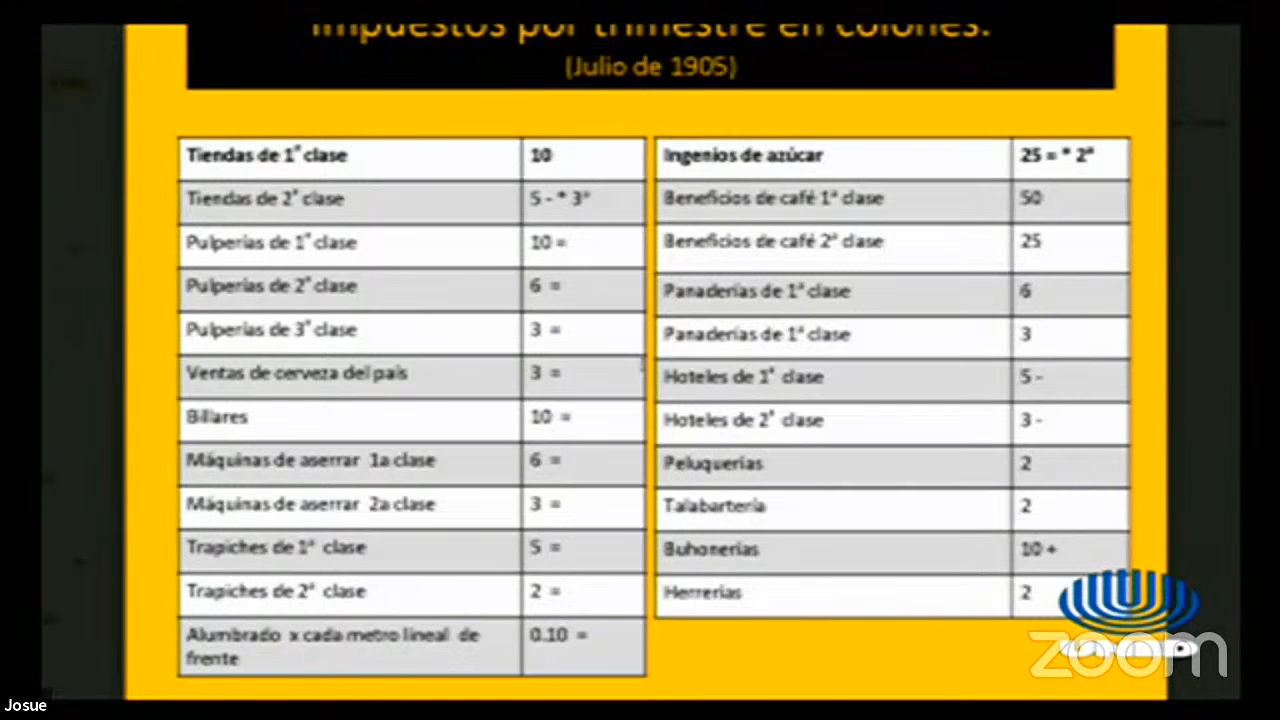 Impuestos por trimestre en colones.
(Julio de 1905)
Tiendas de 1ª clase 10
Tiendas de 2ª clase 5 - * 3ª
Pulperías de 1ª clase 10 =
Pulperías de 2ª clase 6 =
Pulperías de 3ª clase 3 =
Ventas de cerveza del país 3 =
Billares 10 =
Máquinas de aserrar 1a clase 6 =
Máquinas de aserrar 2a clase 3 =
Trapiches de 1ª clase 5 =
Trapiches de 2ª clase 2 =
Alumbrado x cada metro lineal de
frente 0.10 =
Ingenios de azúcar 25 = * 2ª
Beneficios de café 1ª clase 50
Beneficios de café 2ª clase 25
Panaderías de 1ª clase 6
Panaderías de 1ª clase 3
Hoteles de 1ª clase 5 -
Hoteles de 2ª clase 3 -
Peluquerías 2
Talabartería 2
Buhonerías 10 +
Herrerías 2
zoom
Josue